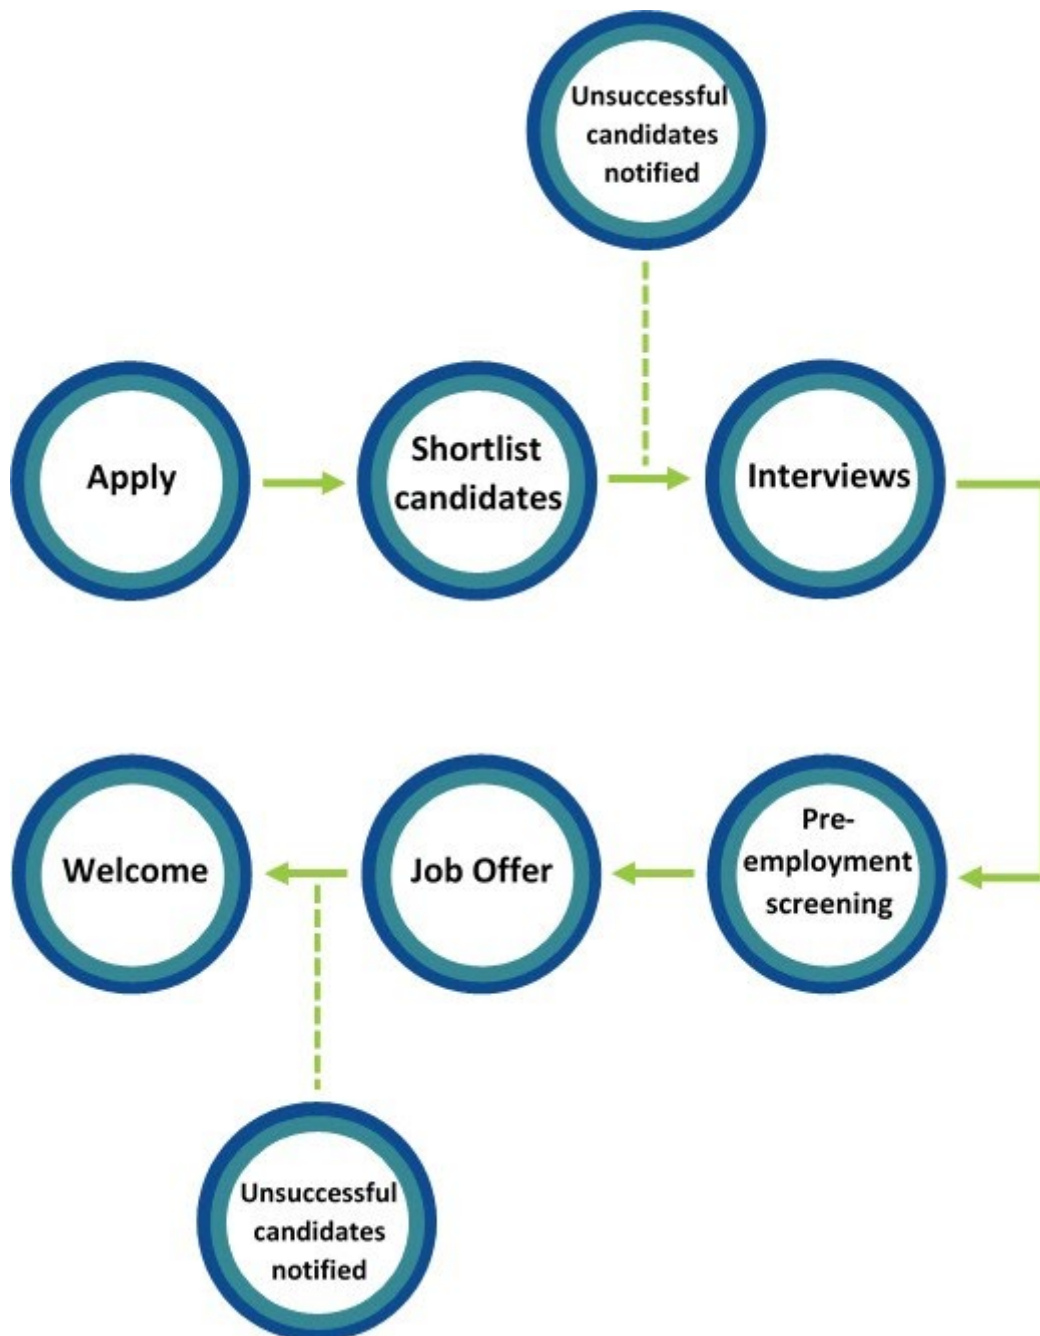 Unsuccessful
candidates
notified
Apply
Shortlist
candidates
Interviews
Welcome
Job Offer
Pre-
employment
screening
Unsuccessful
candidates
notified